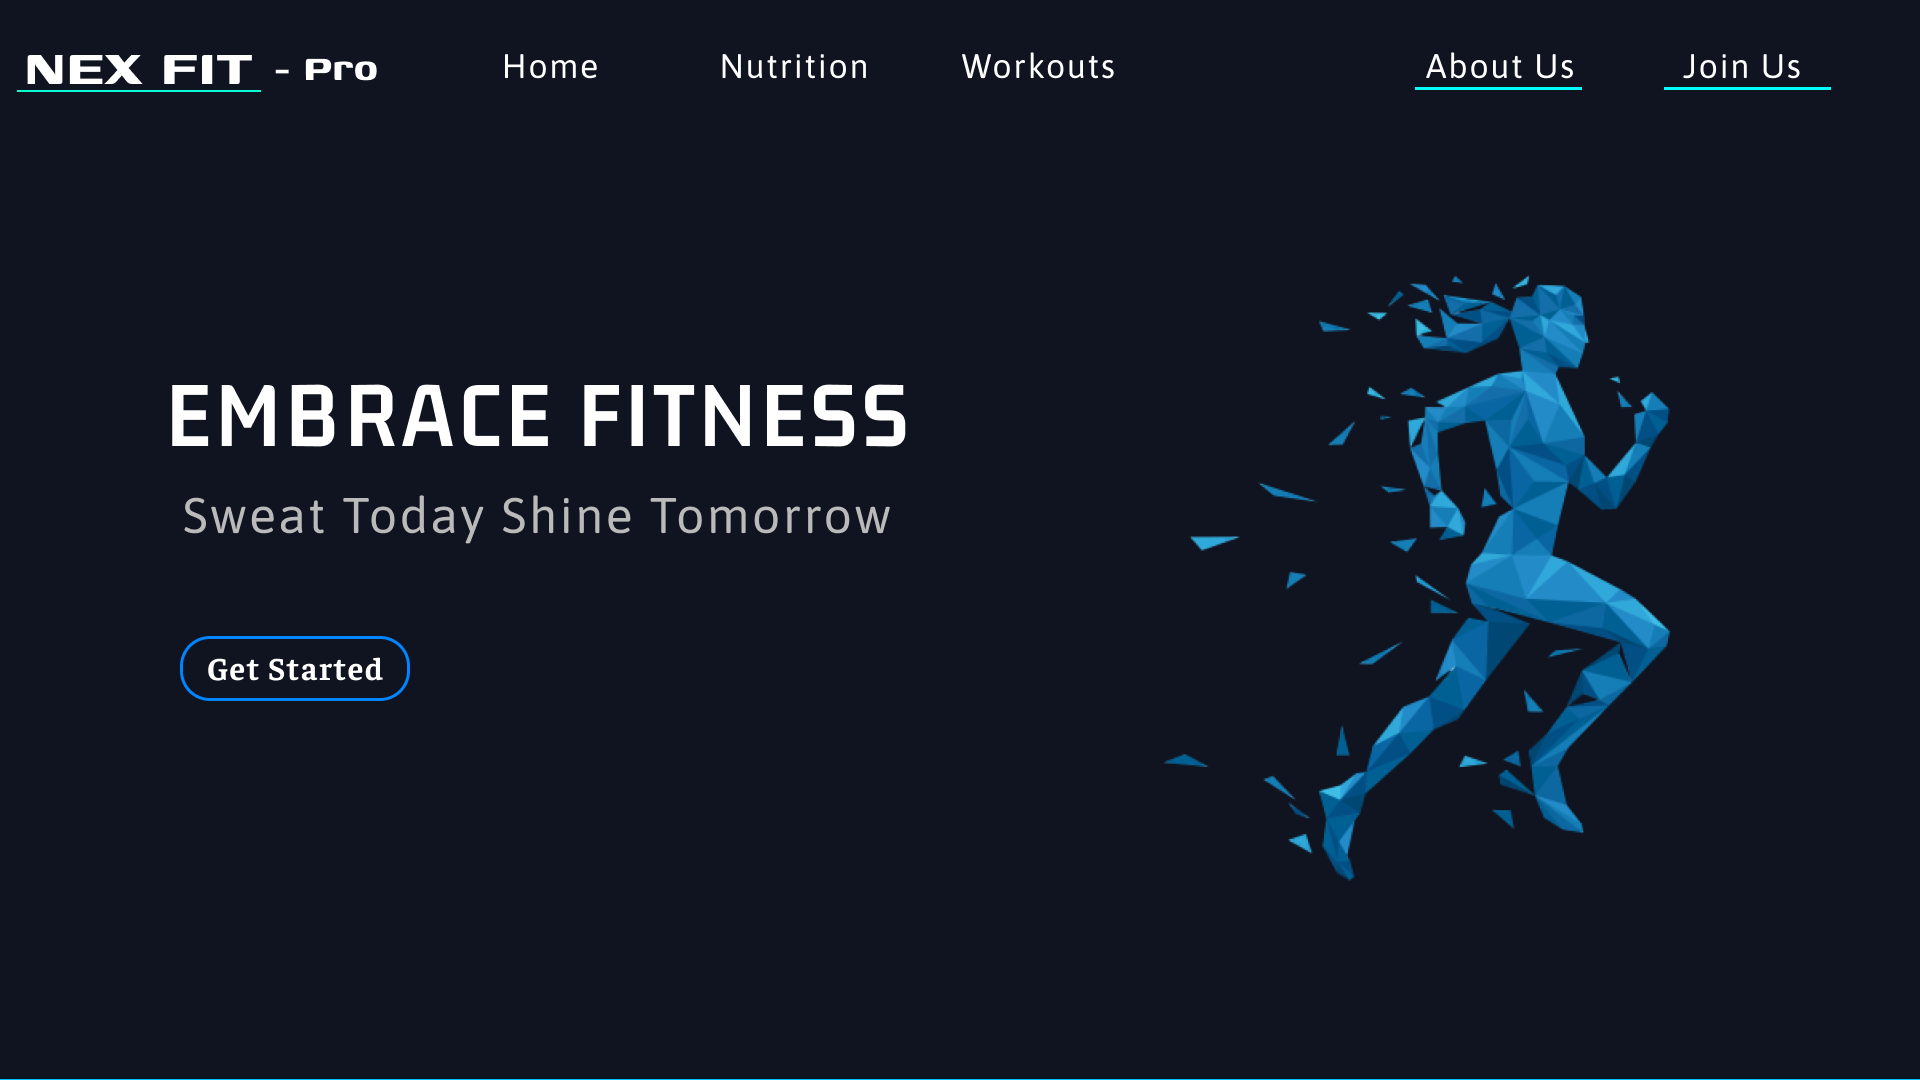 NEX FIT - Pro Home Nutrition Workouts About Us Join Us
EMBRACE FITNESS
Sweat Today Shine Tomorrow
Get Started